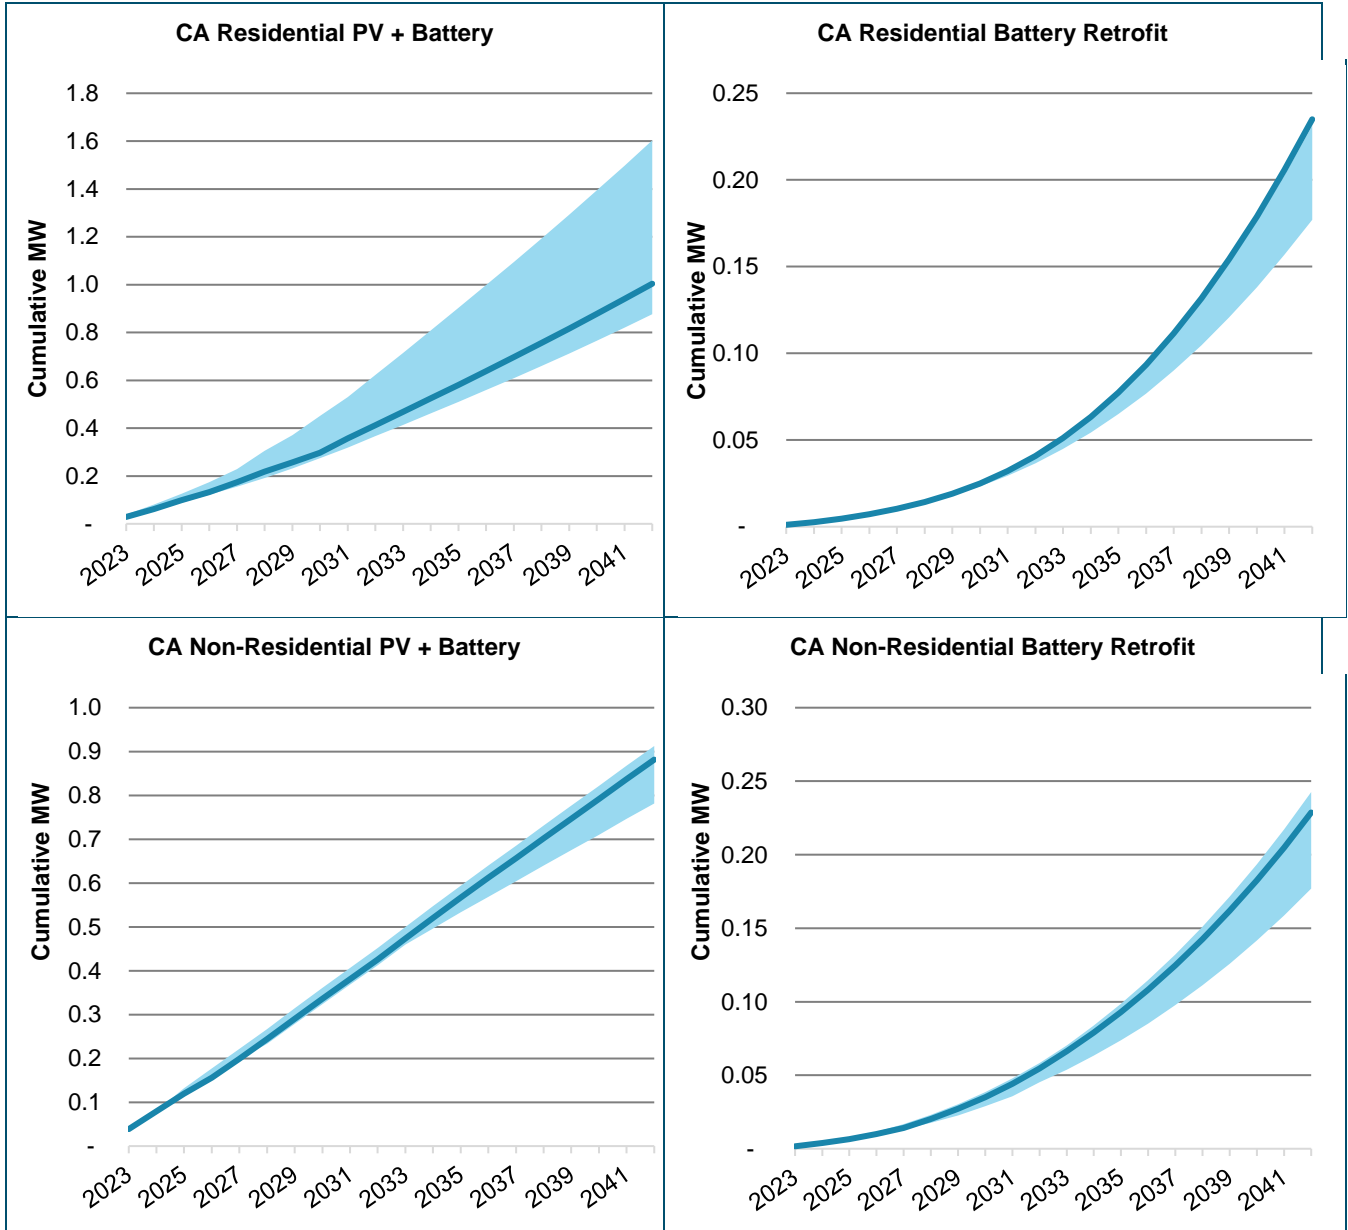 CA Residential PV + Battery
Cumulative MW
1.8
1.6
1.4
1.2
1.0
0.8
0.6
0.4
0.2
-
2023 2025 2027 2029 2031 2033 2035 2037 2039 2041
CA Residential Battery Retrofit
Cumulative MW
0.25
0.20
0.15
0.10
0.05
-
2023 2025 2027 2029 2031 2033 2035 2037 2039 2041
CA Non-Residential PV + Battery
Cumulative MW
1.0
0.9
0.8
0.7
0.6
0.5
0.4
0.3
0.2
0.1
-
2023 2025 2027 2029 2031 2033 2035 2037 2039 2041
CA Non-Residential Battery Retrofit
Cumulative MW
0.30
0.25
0.20
0.15
0.10
0.05
-
2023 2025 2027 2029 2031 2033 2035 2037 2039 2041